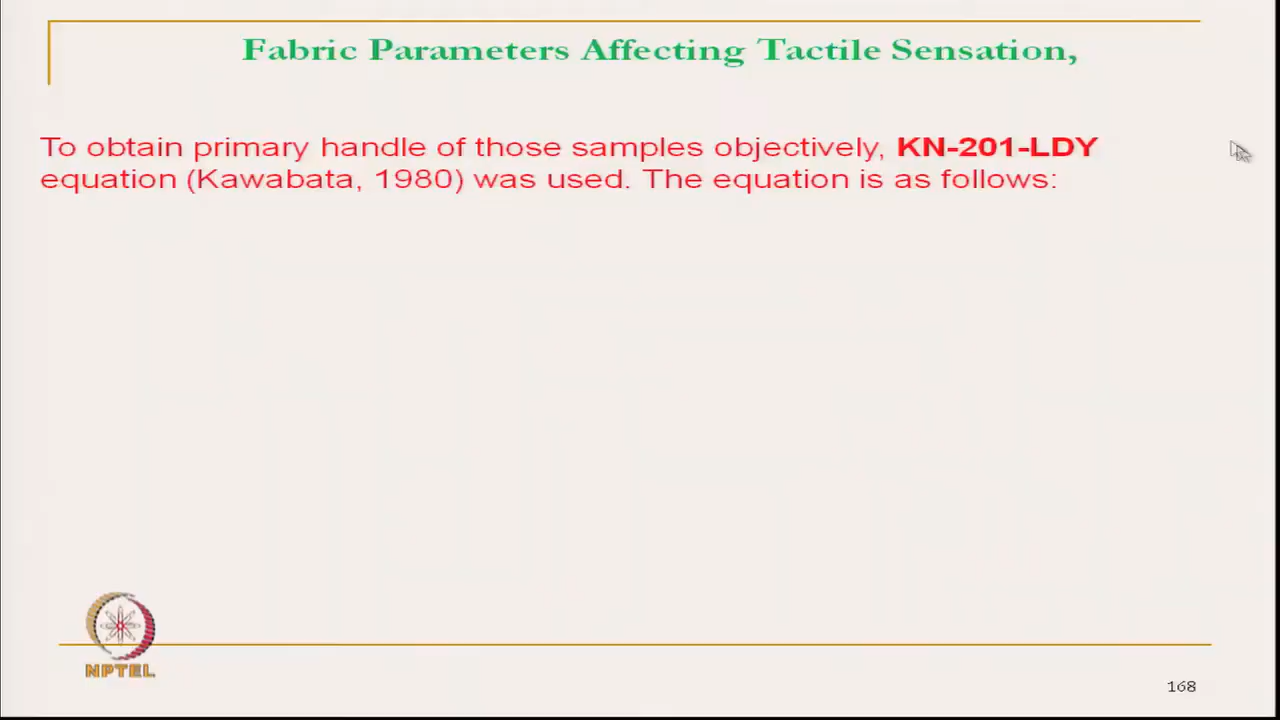 Fabric Parameters Affecting Tactile Sensation,
To obtain primary handle of those samples objectively, KN-201-LDY
equation (Kawabata, 1980) was used. The equation is as follows:
NPTEL
168